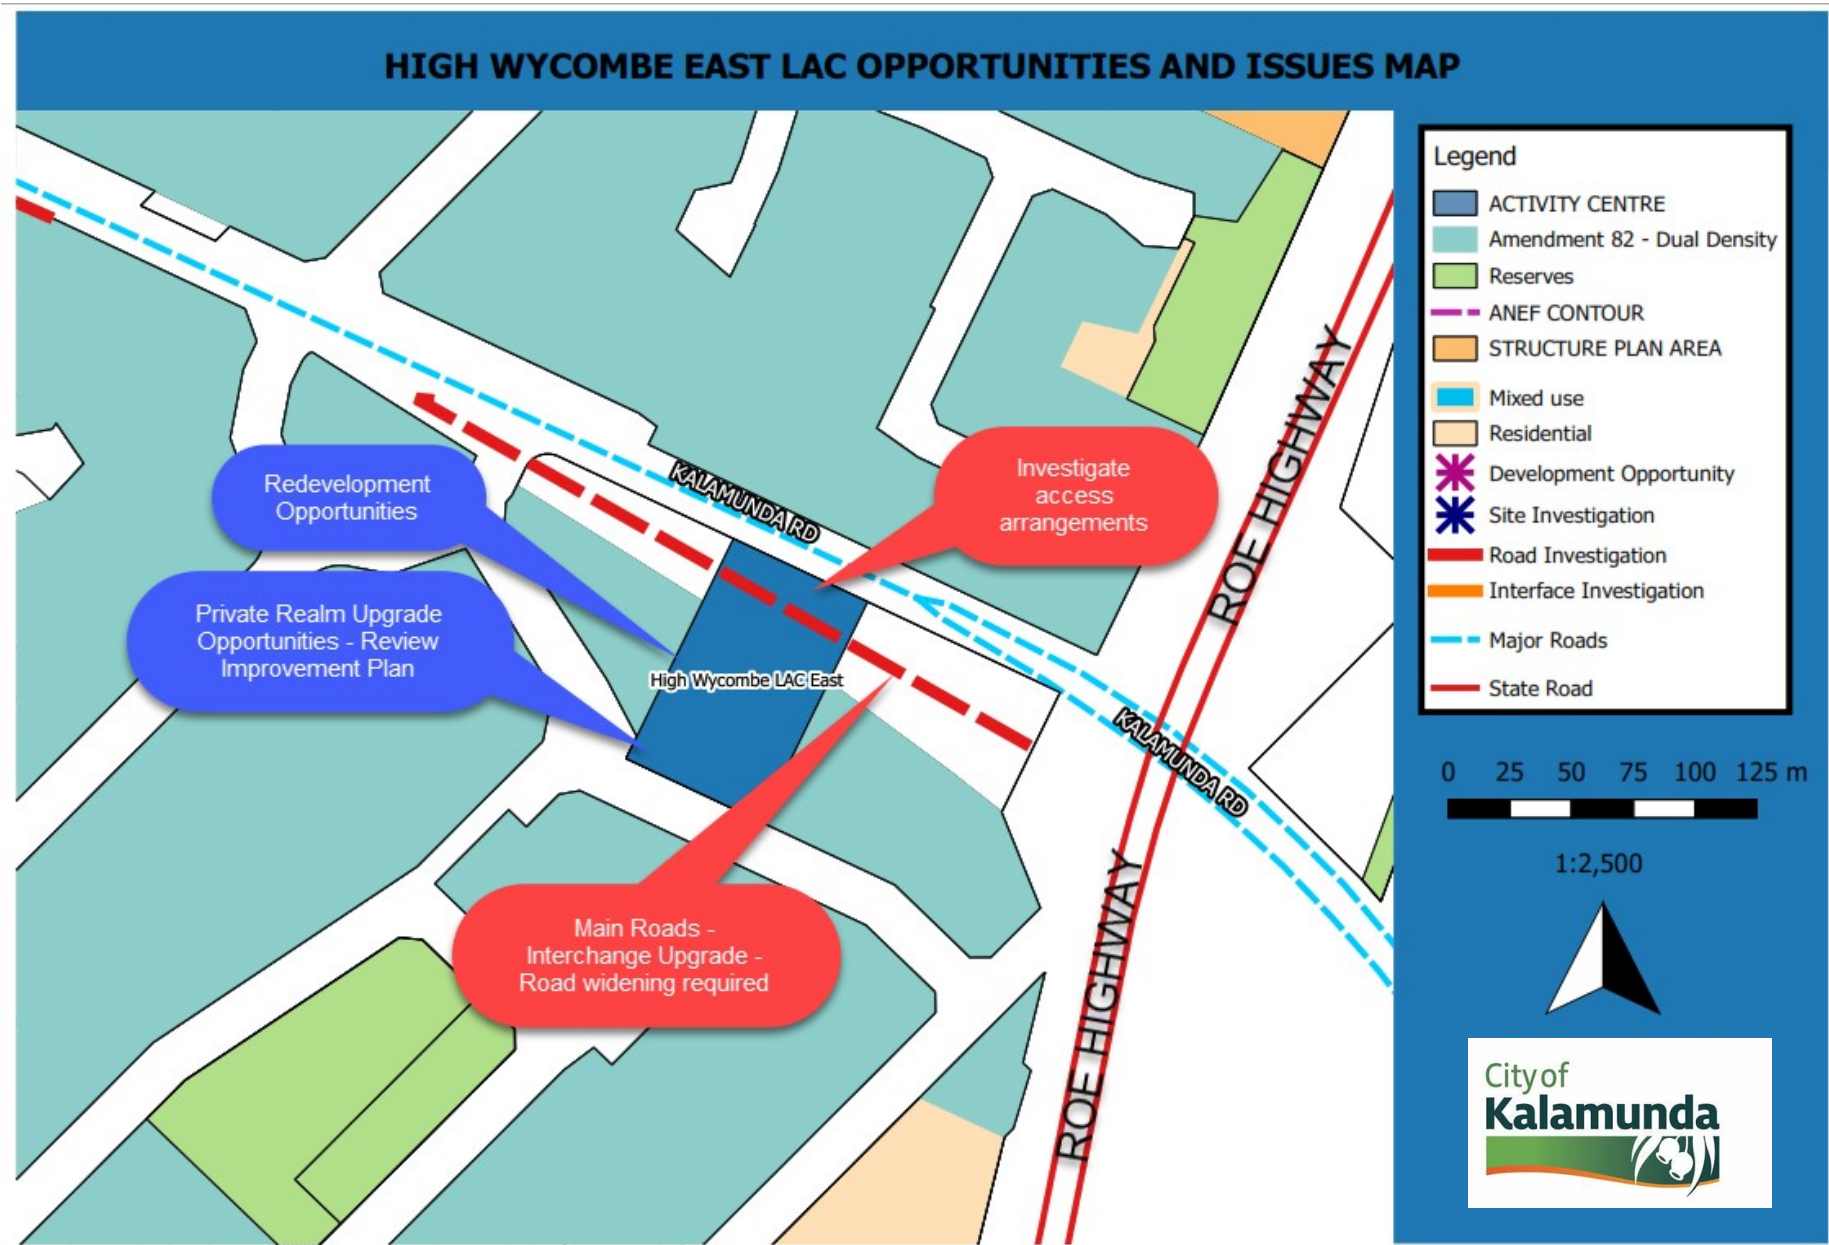 HIGH WYCOMBE EAST LAC OPPORTUNITIES AND ISSUES MAP
Redevelopment
Opportunities
Private Realm Upgrade
Opportunities - Review
Improvement Plan
Investigate
access
arrangements
Main Roads -
Interchange Upgrade -
Road widening required
KALAMUNDA RD
High Wycombe LAC East
KALAMUNDA RD
ROE HIGHWAY
ROE HIGHWAY
Legend
ACTIVITY CENTRE
Amendment 82 - Dual Density
Reserves
ANEF CONTOUR
STRUCTURE PLAN AREA
Mixed use
Residential
Development Opportunity
Site Investigation
Road Investigation
Interface Investigation
Major Roads
State Road
0 25 50 75 100 125 m
1:2,500
City of
Kalamunda